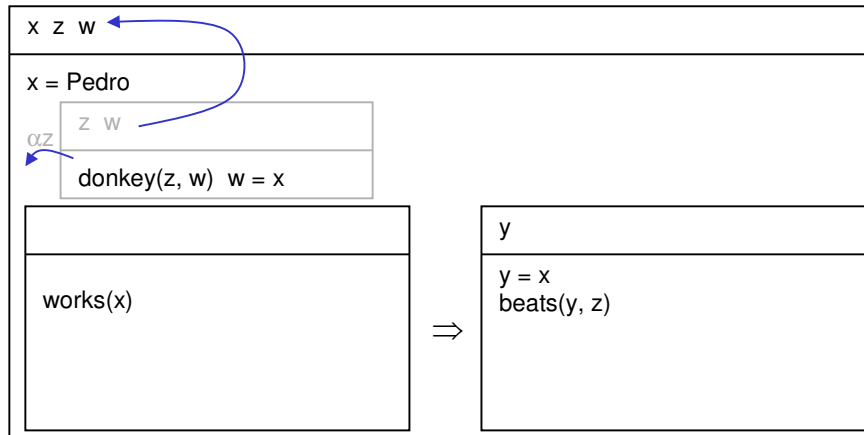 x z w
x = Pedro
z w
αz
donkey(z, w) w = x
y
y = x
works(x)
beats(y, z)
⇒